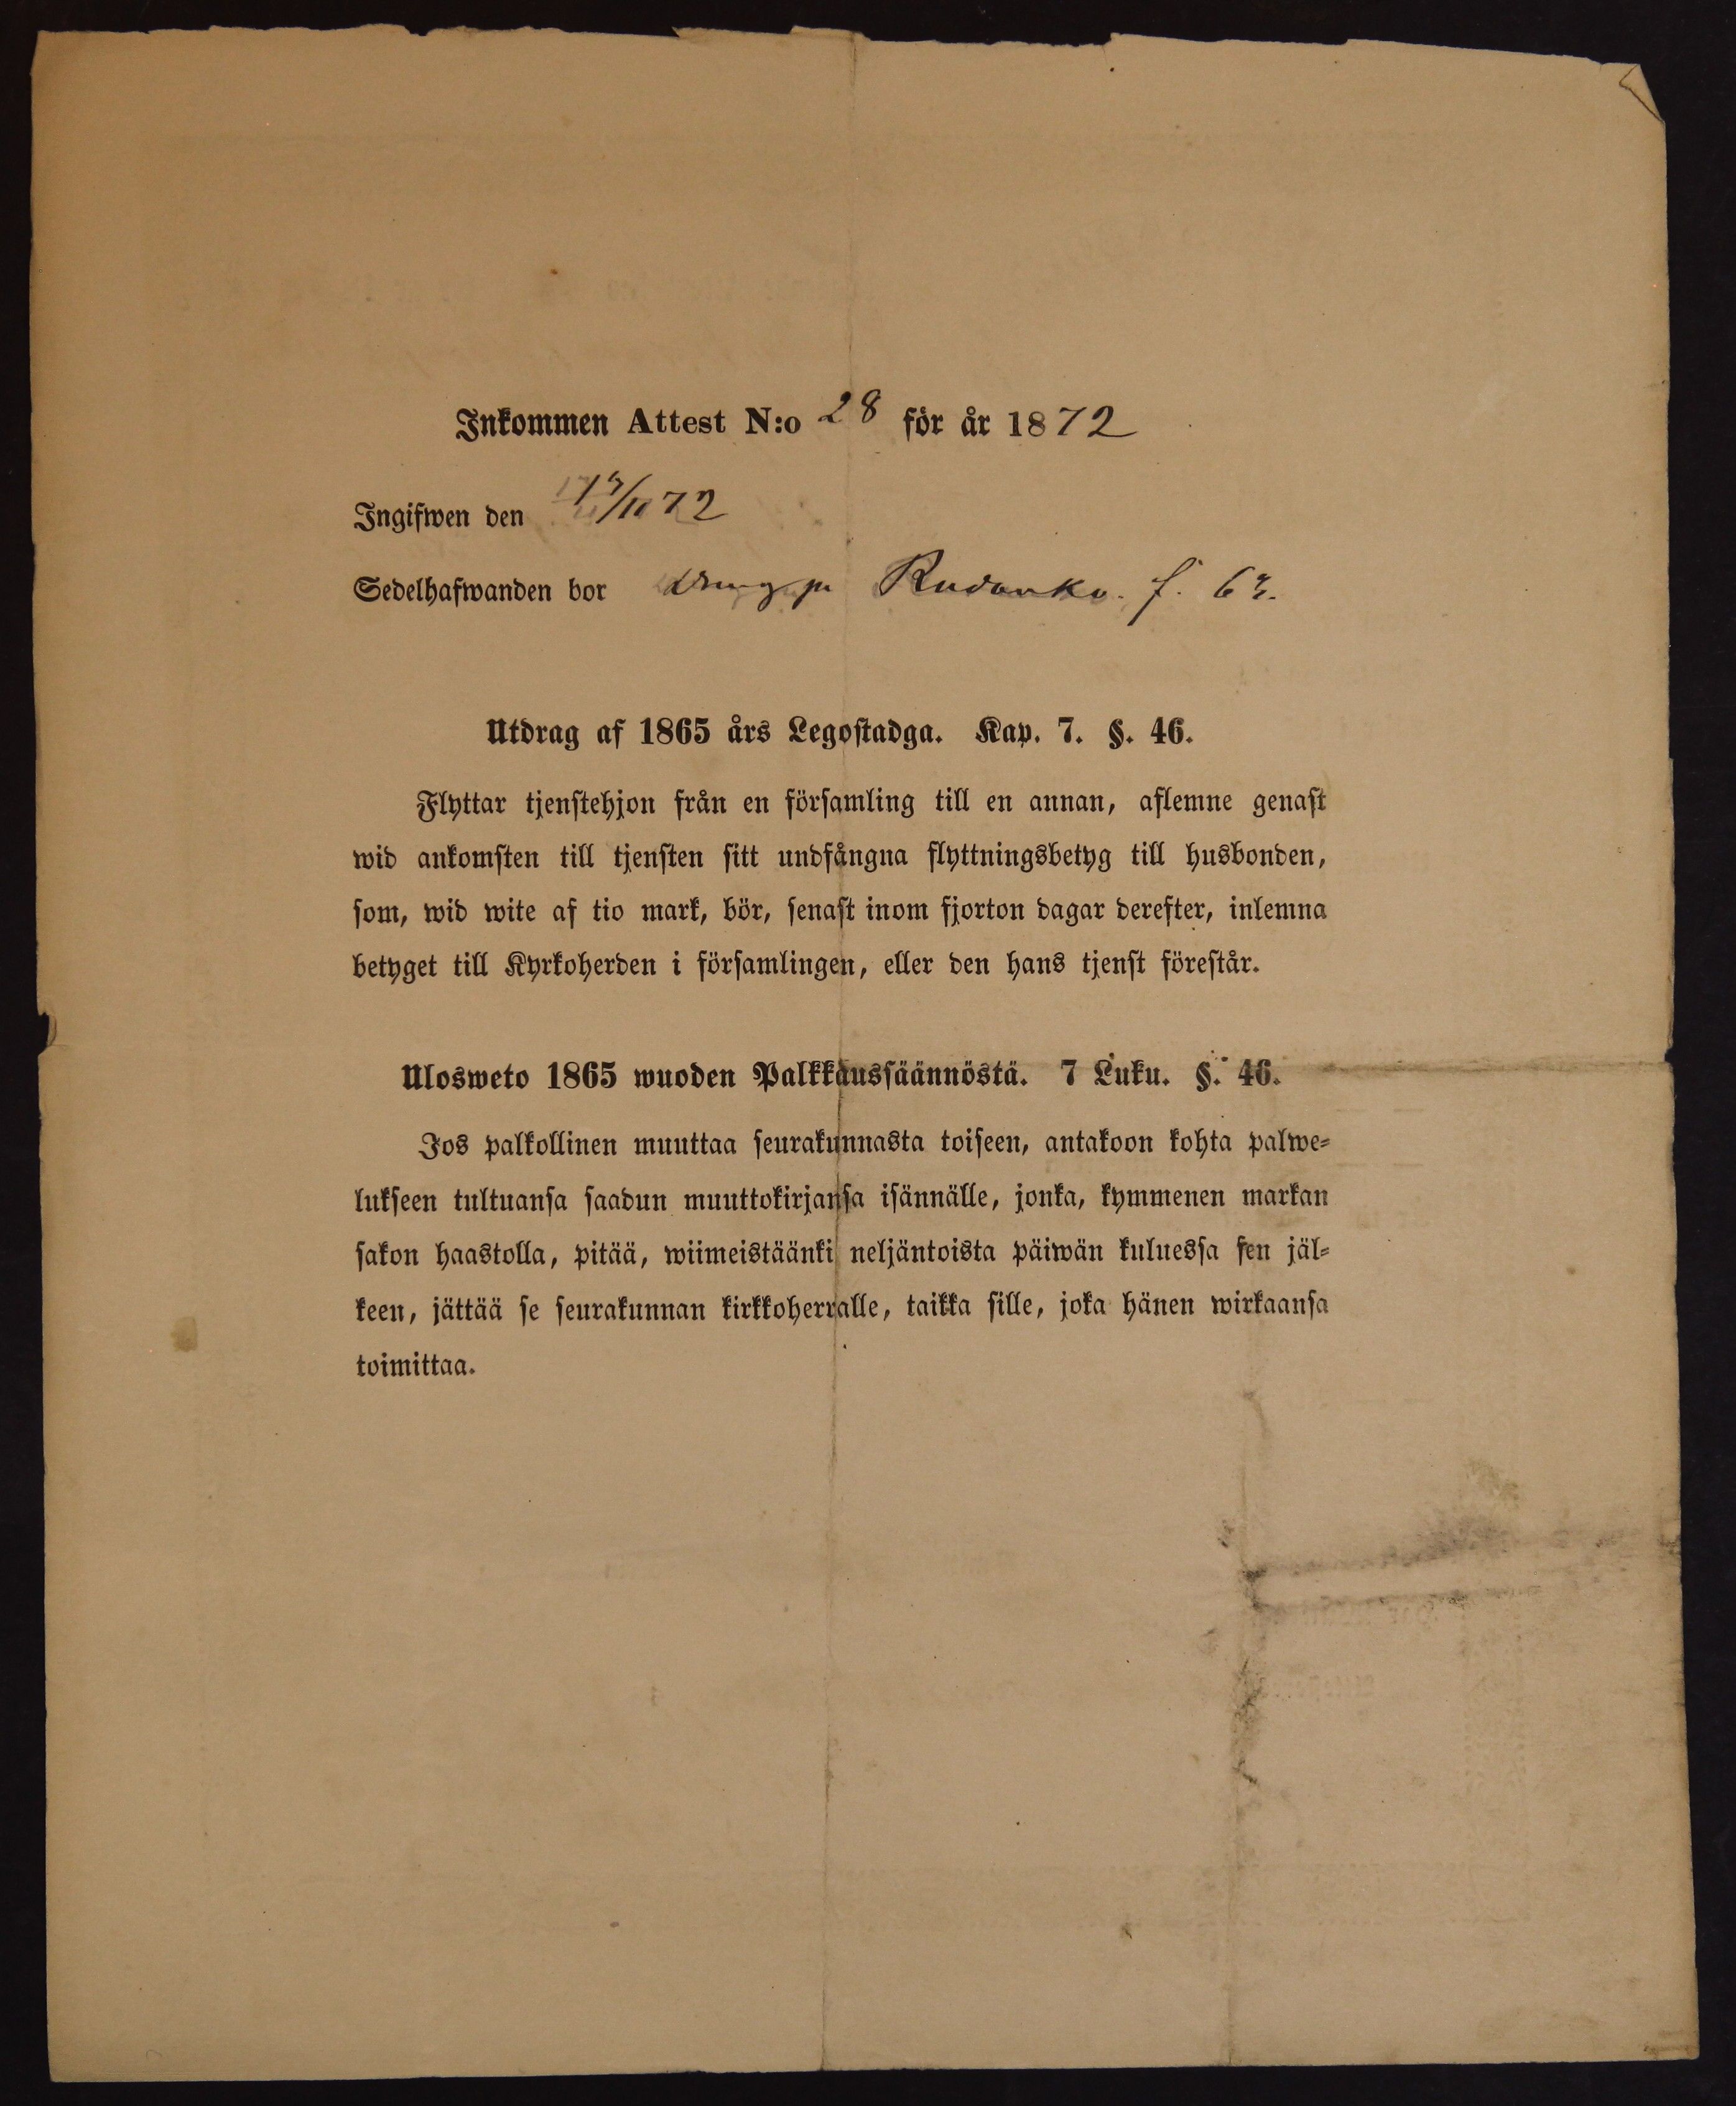 Inkommen Attest N:o 28 för år 1872
Ingifwen den /11 72
Sedelhafwanden bor Dräng på Rudanko. f. 63.
Utdrag af 1865 års Legostadga. Kap. 7. §. 46.
Flyttar tjenstehjon från en församling till en annan, aflemne genast
wid ankomsten till tjensten sitt undfångna flyttningsbetyg till husbonden,
som, wid wite af tio mark, bör, senast inom fjorton dagar derefter, inlemna
betyget till Kyrkoherden i församlingen, eller den hans tjenst förestår.
Ulosweto 1865 wuoden Palkkaussäännöstä. 7 Luku. §. 46.
Jos palkollinen muuttaa seurakunnasta toiseen, antakoon kohta palwe-
lukseen tultuansa saadun muuttokirjansa isännälle, jonka, kymmenen markan
sakon haastolla, pitää, wiimeistäänki neljäntoista päiwän kuluessa sen jäl-
keen, jättää se seurakunnan kirkkoherralle, taikka sille, joka hänen wirkaansa
toimittaa.